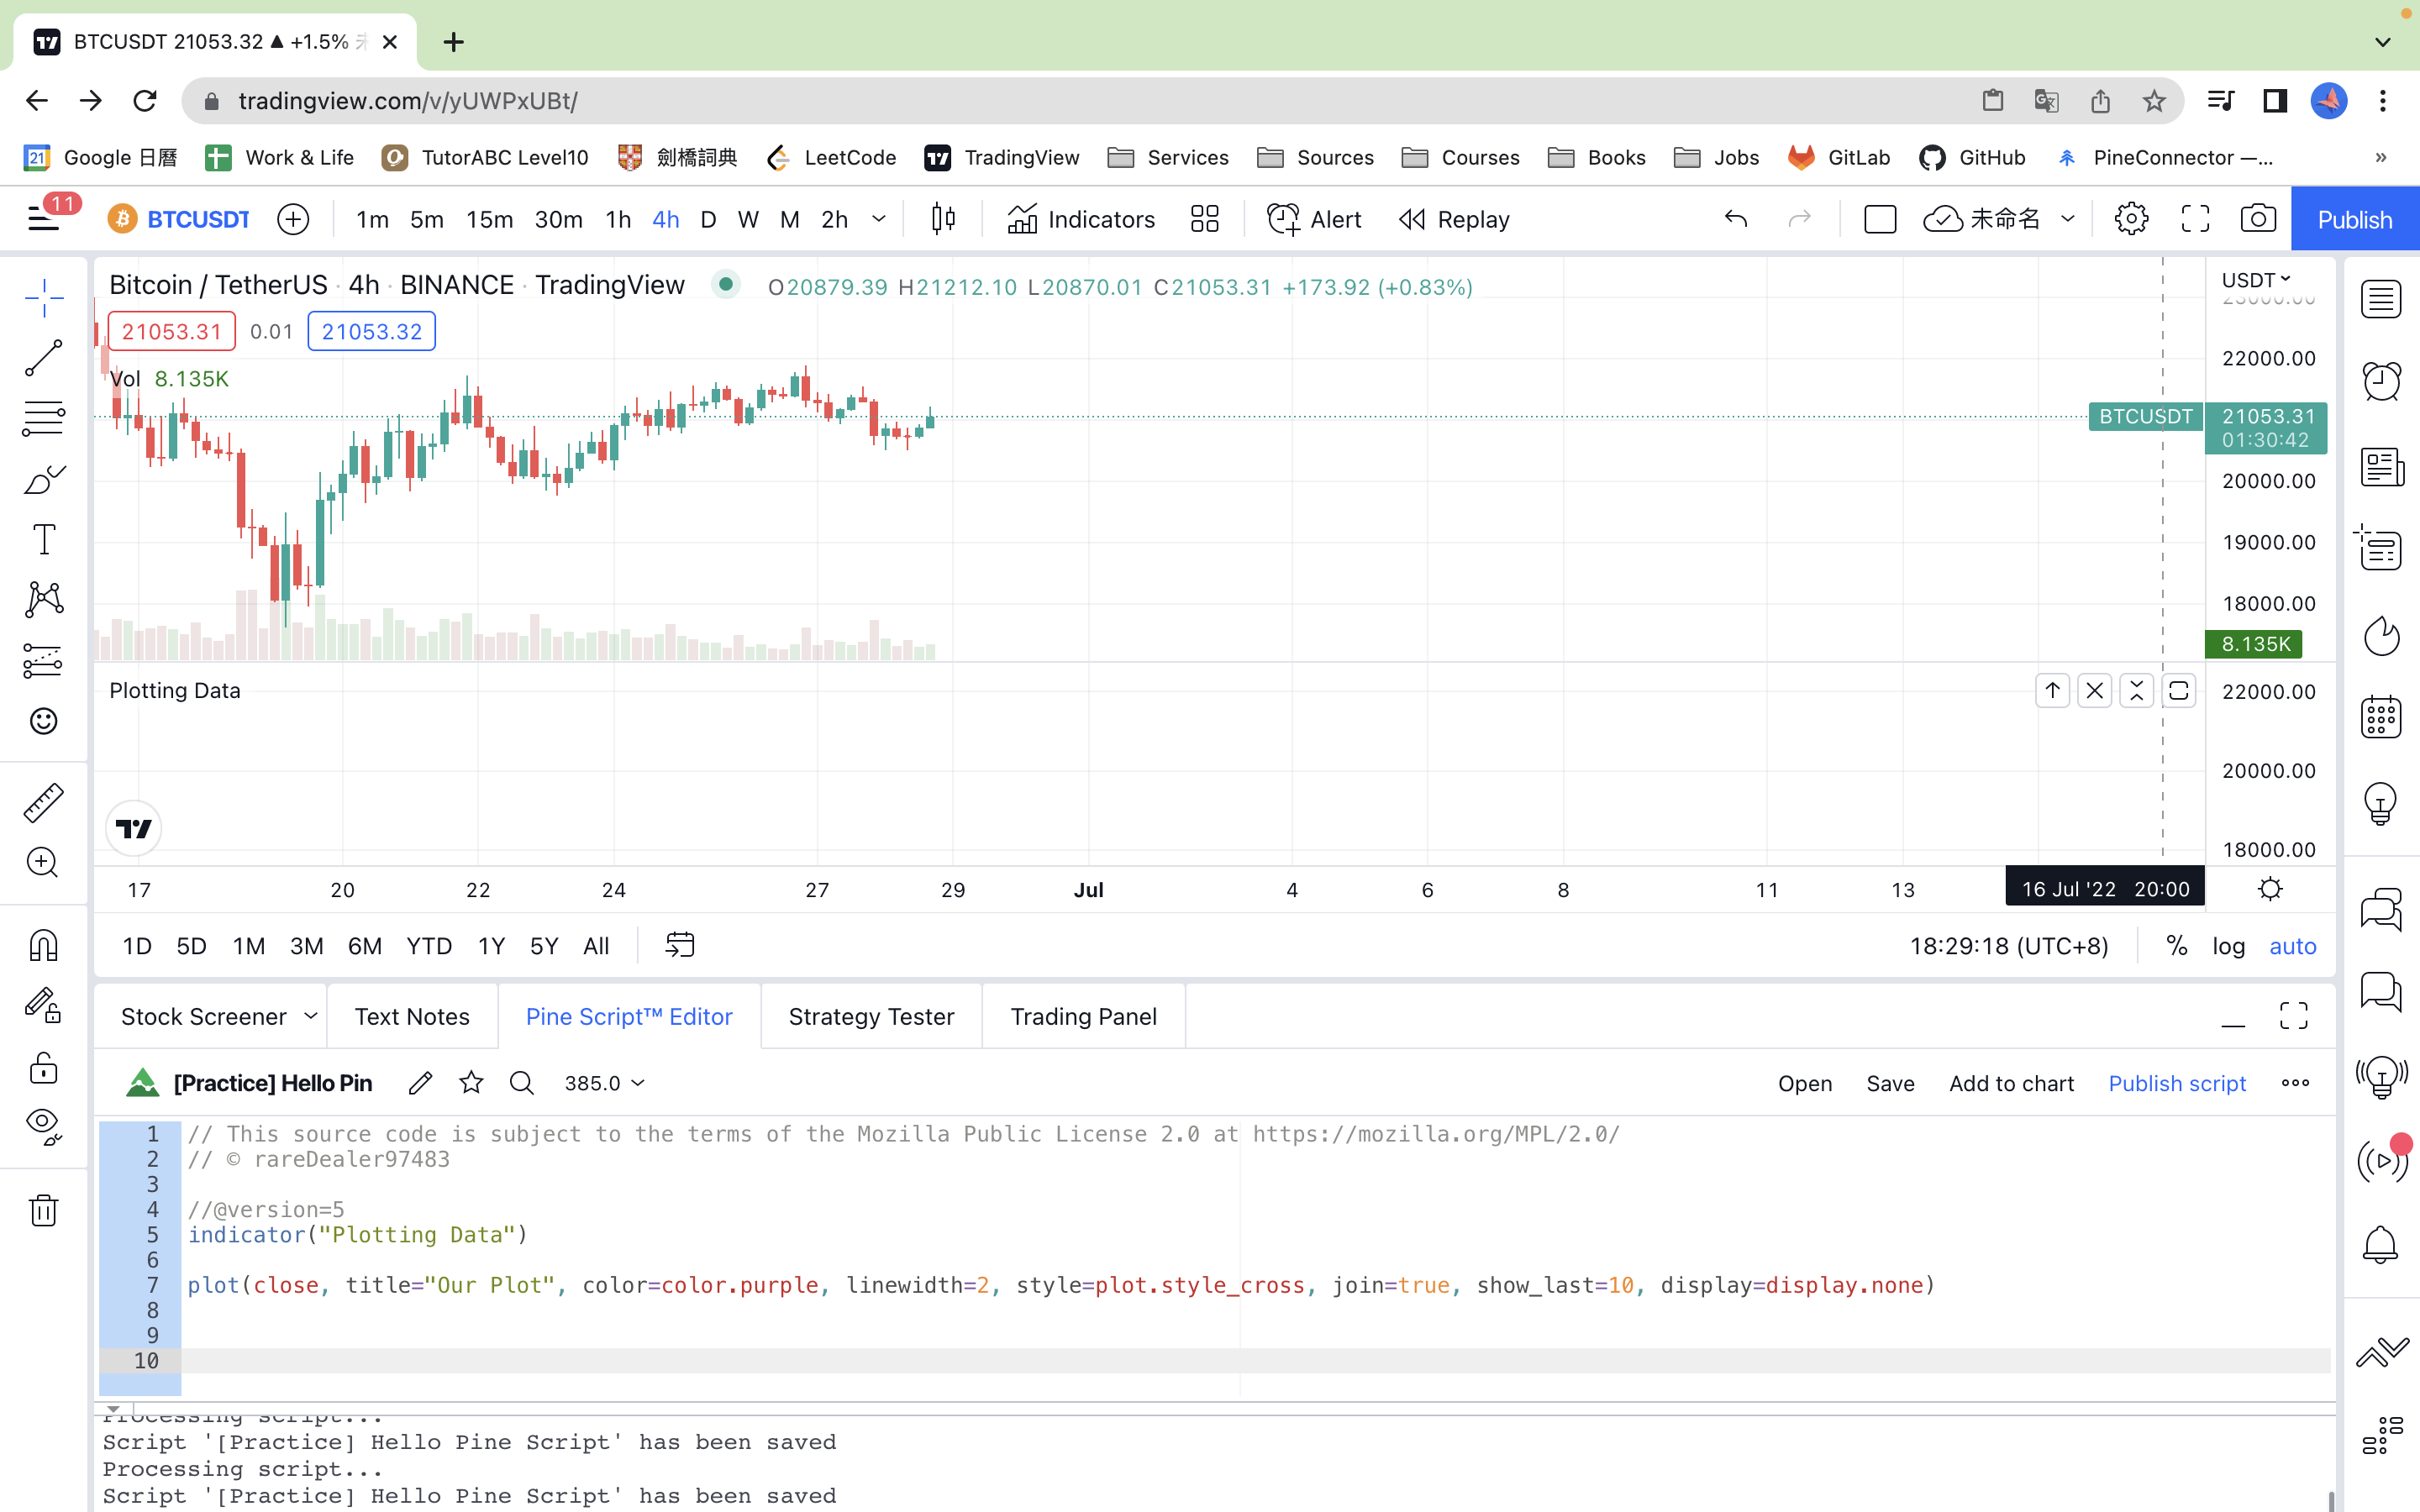 BTCUSDT 21053.32 ▲ +1.5%
tradingview.com/v/yUWPxUBt/
21 Google 日曆 Work & Life TutorABC Level10 劍橋詞典 LeetCode TradingView Services Sources Courses Books Jobs GitLab GitHub PineConnector —... »
11 BTCUSDT 1m 5m 15m 30m 1h 4h D W M 2h Indicators Alert Replay 未命名 Publish
Bitcoin / TetherUS · 4h · BINANCE · TradingView O20879.39 H21212.10 L20870.01 C21053.31 +173.92 (+0.83%)
USDT
23000.00
21053.31 0.01 21053.32
22000.00
Vol 8.135K
BTCUSDT 21053.31
01:30:42
20000.00
19000.00
18000.00
8.135K
Plotting Data
22000.00
20000.00
18000.00
17 20 22 24 27 29 Jul 4 6 8 11 13 16 Jul '22 20:00
1D 5D 1M 3M 6M YTD 1Y 5Y All 18:29:18 (UTC+8) % log auto
Stock Screener Text Notes Pine Script™ Editor Strategy Tester Trading Panel
[Practice] Hello Pin 385.0 Open Save Add to chart Publish script
1 // This source code is subject to the terms of the Mozilla Public License 2.0 at https://mozilla.org/MPL/2.0/
2 // © rareDealer97483
3
4 //@version=5
5 indicator("Plotting Data")
6
7 plot(close, title="Our Plot", color=color.purple, linewidth=2, style=plot.style_cross, join=true, show_last=10, display=display.none)
8
9
10
Processing script...
Script '[Practice] Hello Pine Script' has been saved
Processing script...
Script '[Practice] Hello Pine Script' has been saved